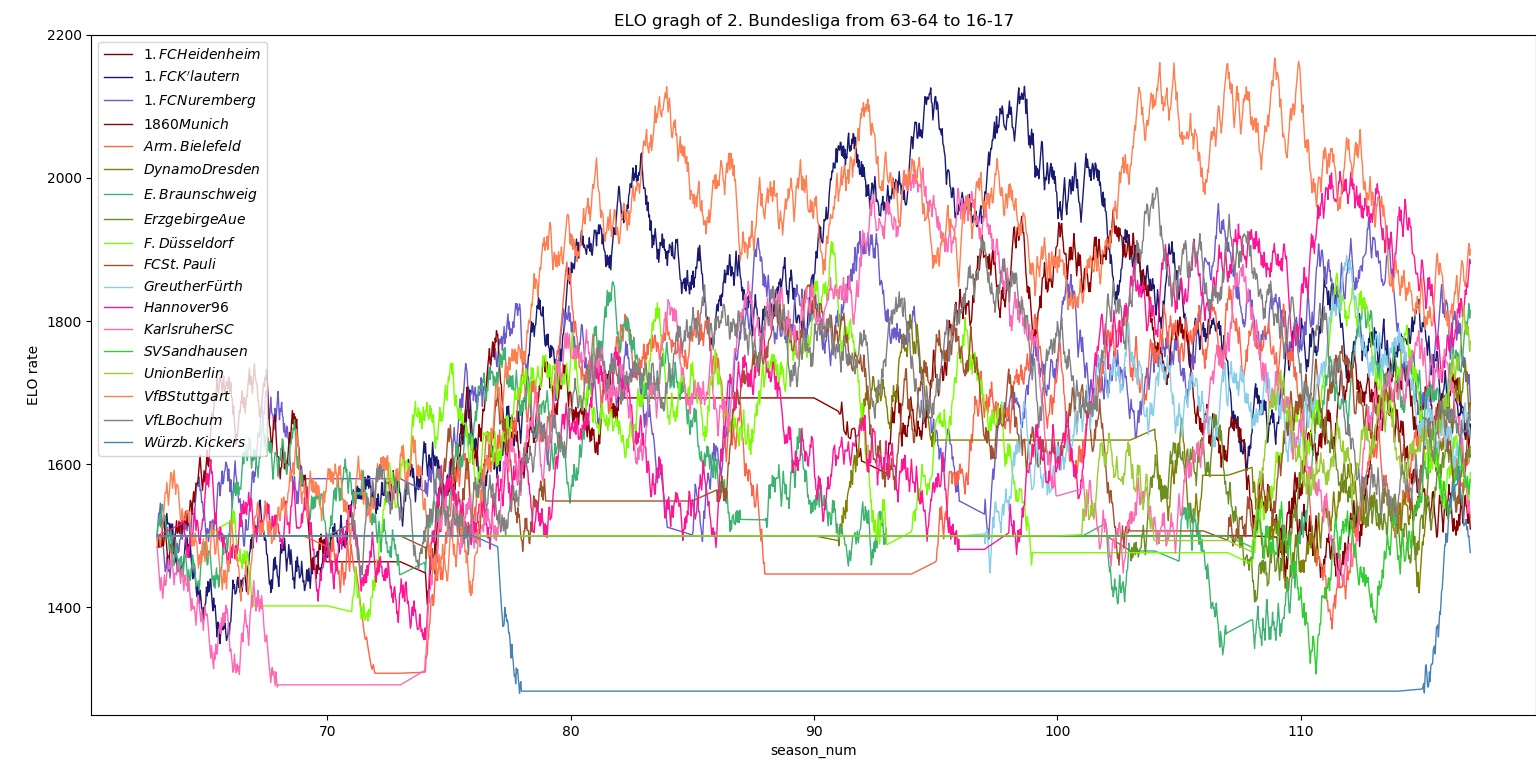 ELO gragh of 2. Bundesliga from 63-64 to 16-17
2200
2000
1800
1600
1400
ELO rate
1.FCHeidenheim
1.FCK'lautern
1.FCNuremberg
1860Munich
Arm.Bielefeld
DynamoDresden
E.Braunschweig
ErzgebirgeAue
F.Düsseldorf
FCSt.Pauli
GreutherFürth
Hannover96
KarlsruherSC
SVSandhausen
UnionBerlin
VfBStuttgart
VfLBochum
Würzb.Kickers
70 80 90 100 110
season_num